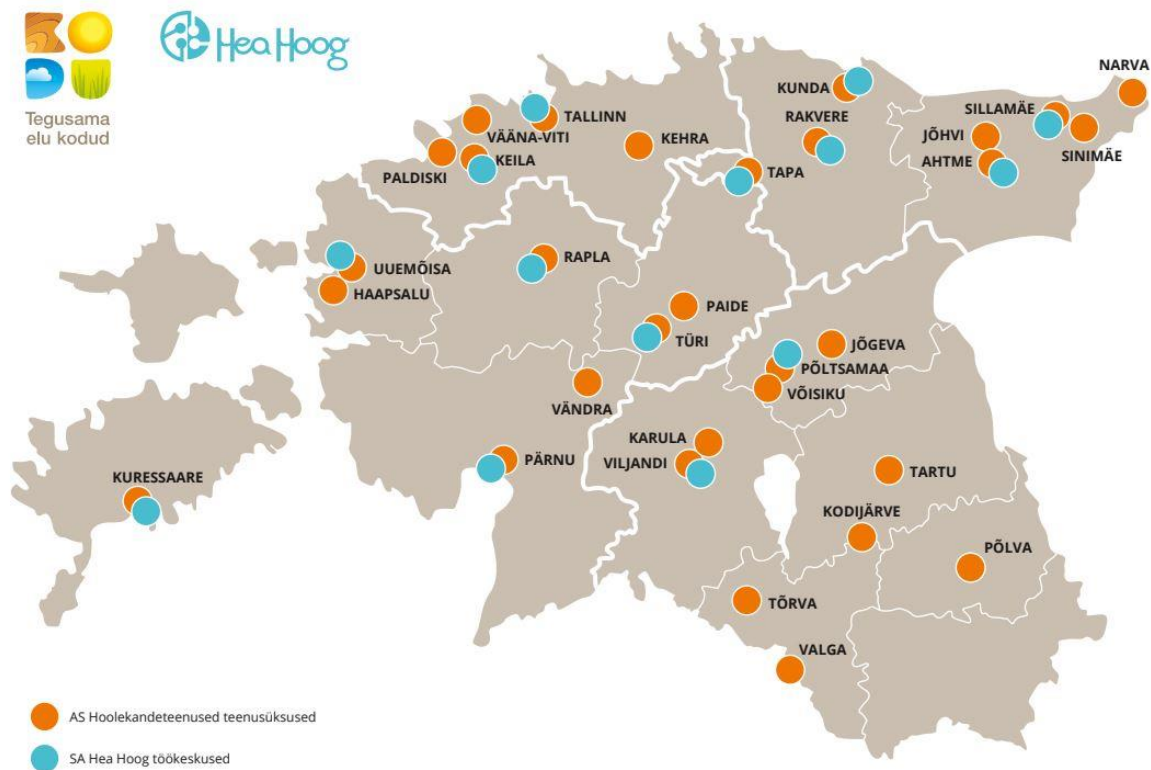 KODU
Tegusama
elu kodud
Hea Hoog
NARVA
KUNDA
SILLAMÄE
TALLINN
RAKVERE
VÄÄNA-VITI
KEHRA
JÕHVI
KEILA
AHTME
SINIMÄE
PALDISKI
TAPA
UUEMÕISA
RAPLA
HAAPSALU
PAIDE
TÜRI
JÕGEVA
PÕLTSAMAA
VÕISIKU
VÄNDRA
KARULA
PÄRNU
VILJANDI
TARTU
KURESSAARE
KODIJÄRVE
PÕLVA
TÕRVA
VALGA
AS Hoolekandeteenused teenusüksused
SA Hea Hoog töökeskused